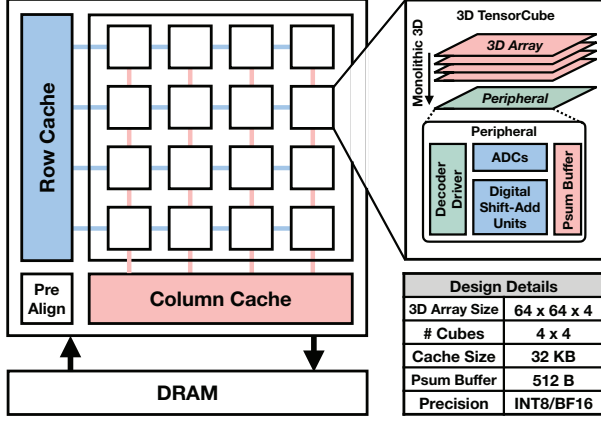 Row Cache
Pre
Align
Column Cache
DRAM
3D TensorCube
Monolithic 3D
3D Array
Peripheral
Peripheral
Decoder
Driver
ADCs
Digital
Shift-Add
Units
Psum Buffer
Design Details
3D Array Size 64 x 64 x 4
# Cubes 4 x 4
Cache Size 32 KB
Psum Buffer 512 B
Precision INT8/BF16